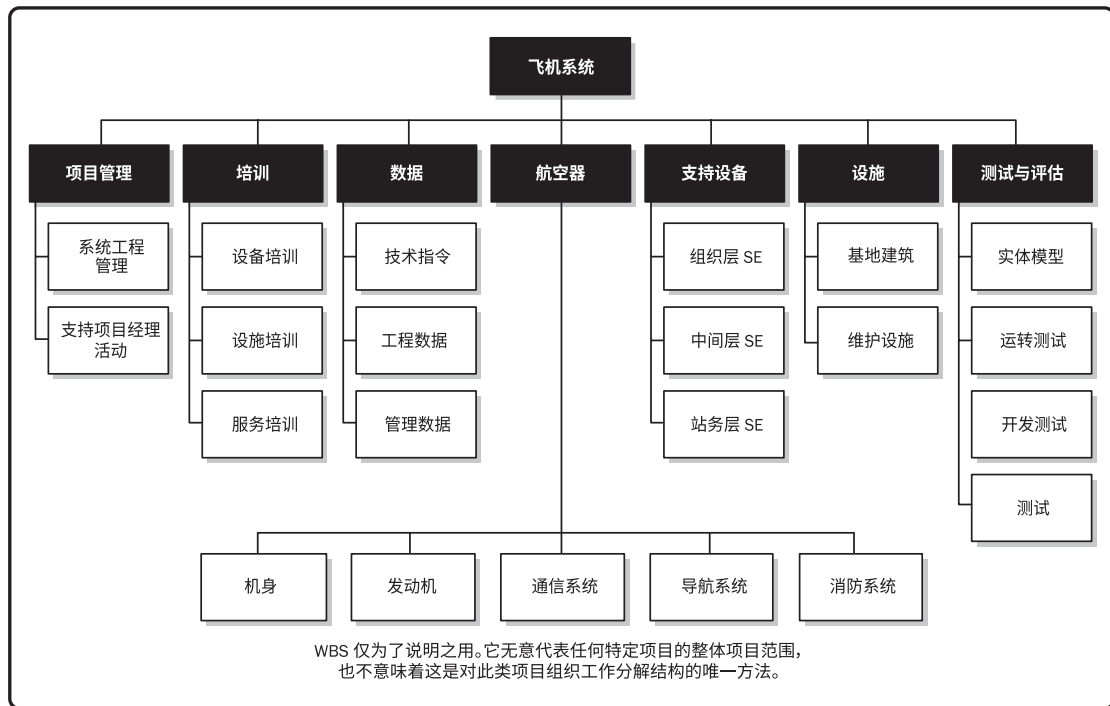 飞机系统
项目管理
培训
数据
航空器
支持设备
设施
测试与评估
系统工程
管理
支持项目经理
活动
设备培训
设施培训
服务培训
技术指令
工程数据
管理数据
组织层 SE
中间层 SE
站务层 SE
基地建筑
维护设施
实体模型
运转测试
开发测试
测试
机身
发动机
通信系统
导航系统
消防系统
WBS 仅为了说明之用。它无意代表任何特定项目的整体项目范围，
也不意味着这是对此类项目组织工作分解结构的唯一方法。